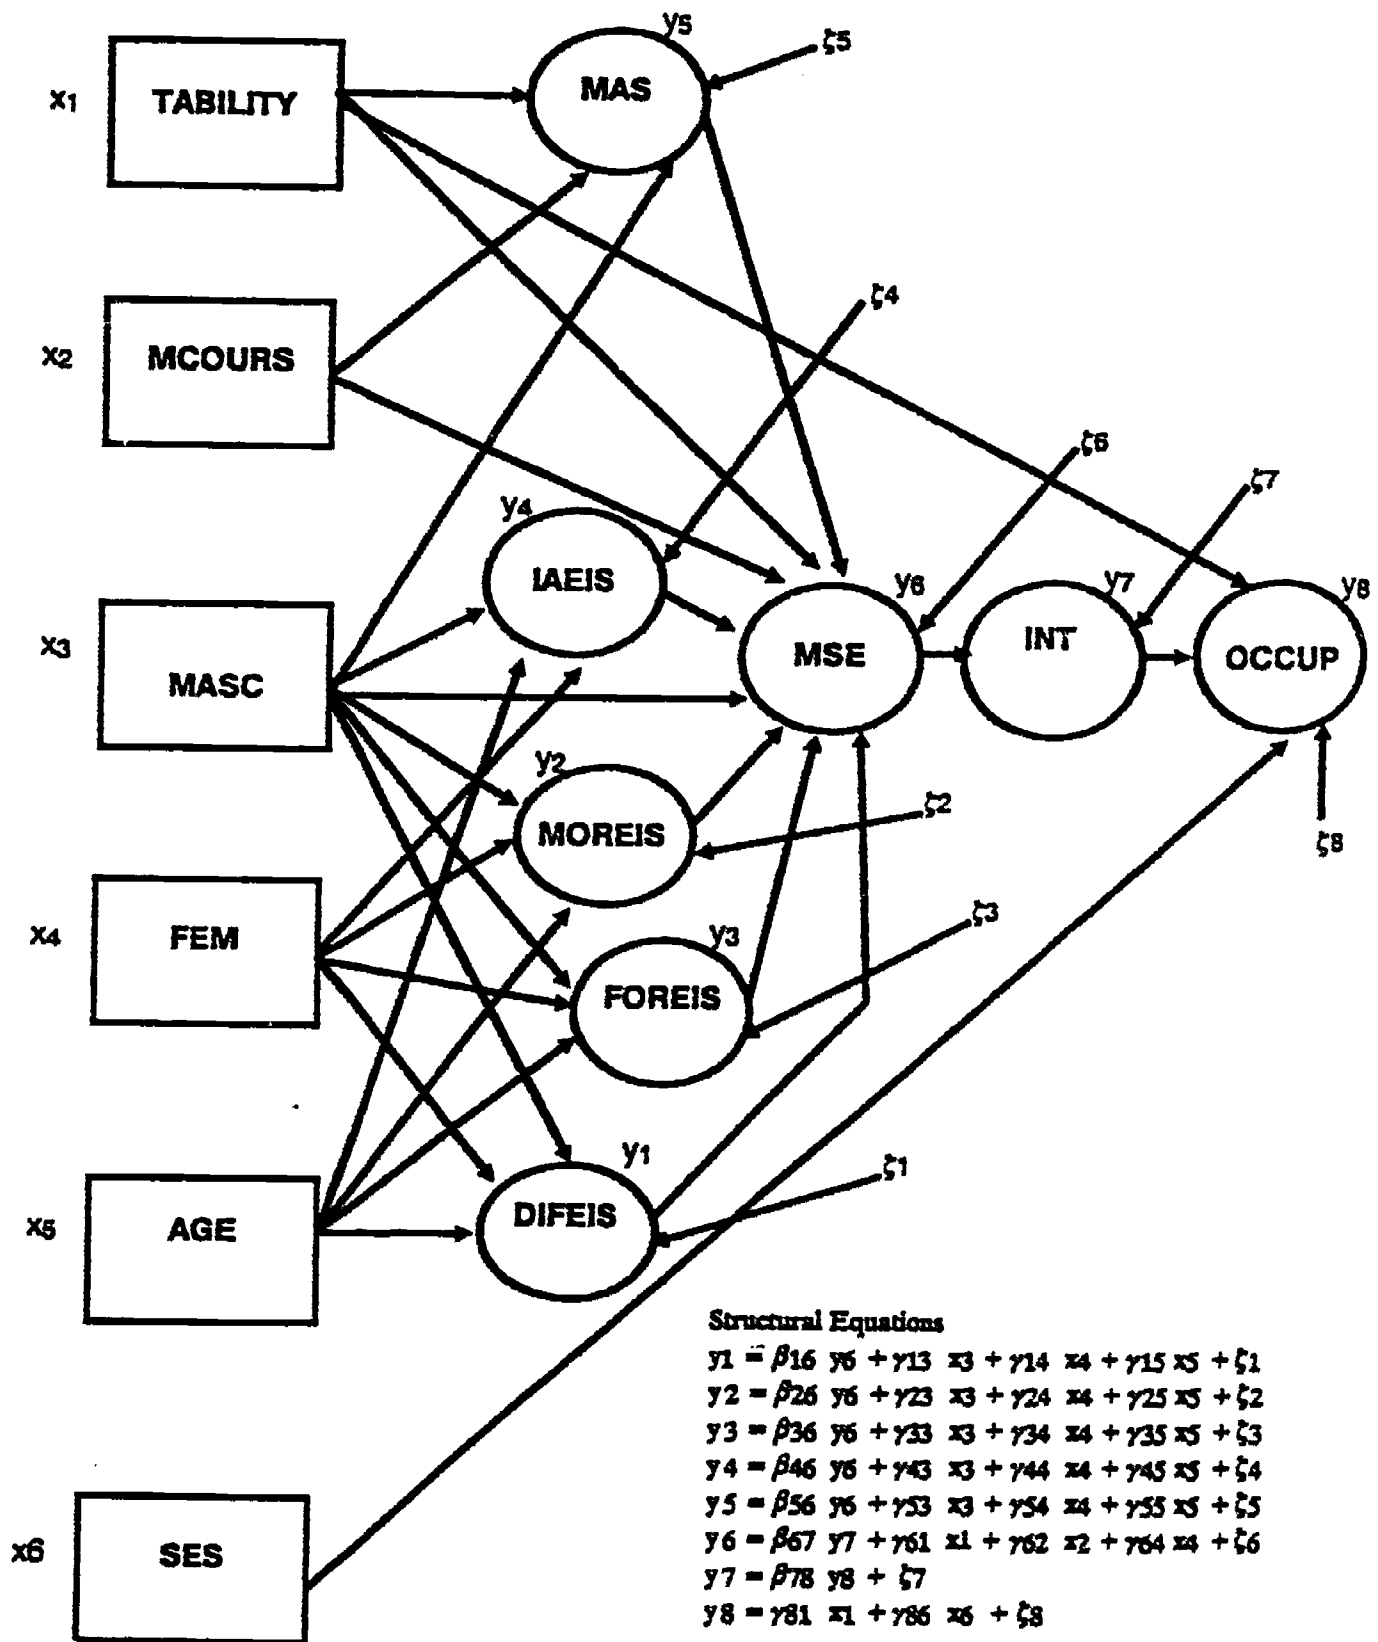 y5
ζ5
x1
TABILITY
MAS
ζ4
x2
MCOURS
ζ6
ζ7
y4
IAEIS
y6
y7
y8
x3
MASC
MSE
INT
OCCUP
y2
MOREIS
ζ2
ζ8
x4
FEM
y3
FOREIS
ζ3
y1
ζ1
x5
AGE
DIFEIS
Structural Equations
y1 = β16 y6 + γ13 x3 + γ14 x4 + γ15 x5 + ζ1
y2 = β26 y6 + γ23 x3 + γ24 x4 + γ25 x5 + ζ2
y3 = β36 y6 + γ33 x3 + γ34 x4 + γ35 x5 + ζ3
y4 = β46 y6 + γ43 x3 + γ44 x4 + γ45 x5 + ζ4
y5 = β56 y6 + γ53 x3 + γ54 x4 + γ55 x5 + ζ5
y6 = β67 y7 + γ61 x1 + γ62 x2 + γ64 x4 + ζ6
y7 = β78 y8 + ζ7
y8 = γ81 x1 + γ86 x6 + ζ8
x6
SES